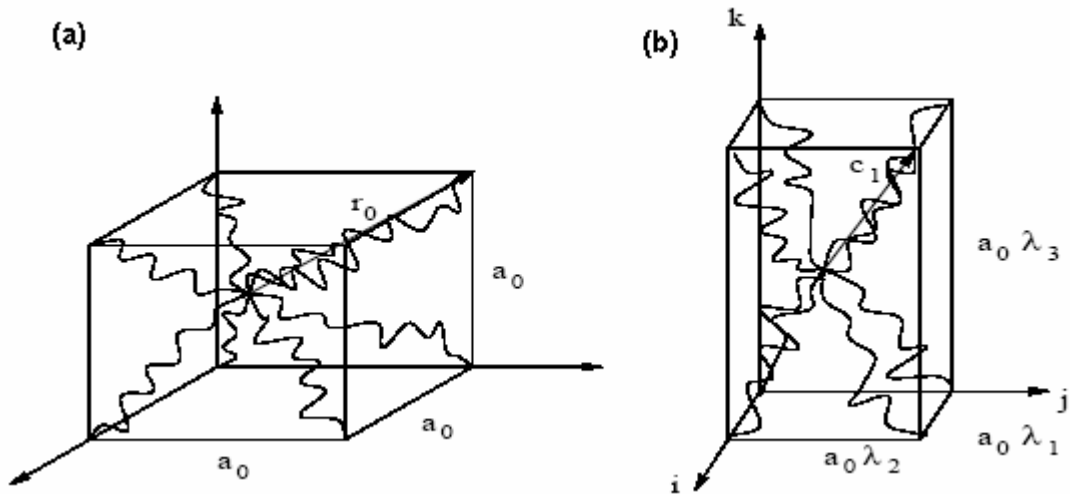 (a)
r₀
a₀
a₀
a₀
(b)
k
c₁
a₀ λ₃
j
a₀ λ₁
a₀ λ₂
i